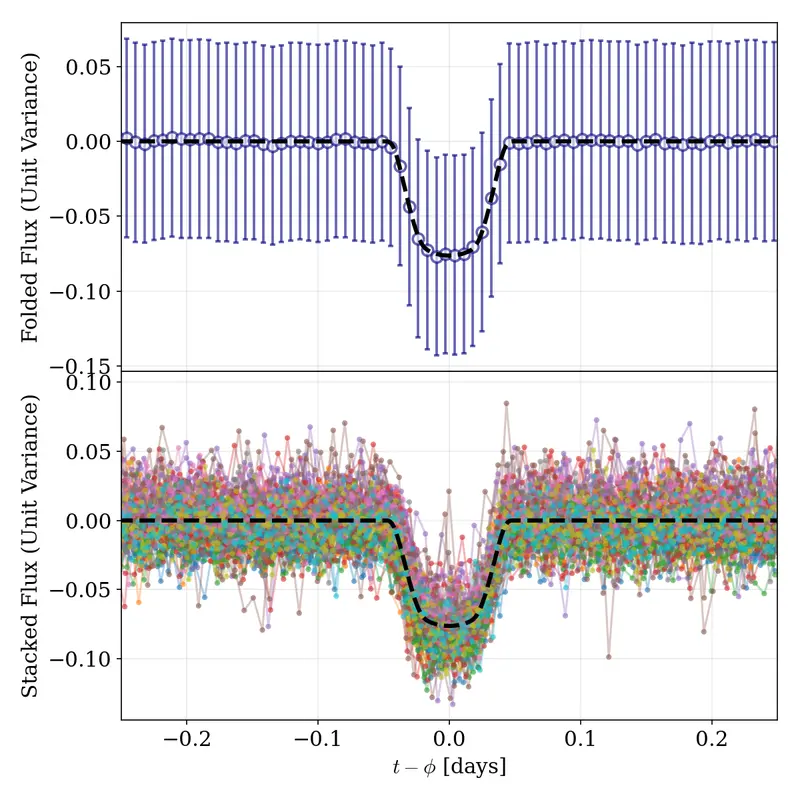 Folded Flux (Unit Variance)
0.05
0.00
−0.05
−0.10
−0.15
Stacked Flux (Unit Variance)
0.10
0.05
0.00
−0.05
−0.10
−0.2 −0.1 0.0 0.1 0.2
t − ϕ [days]